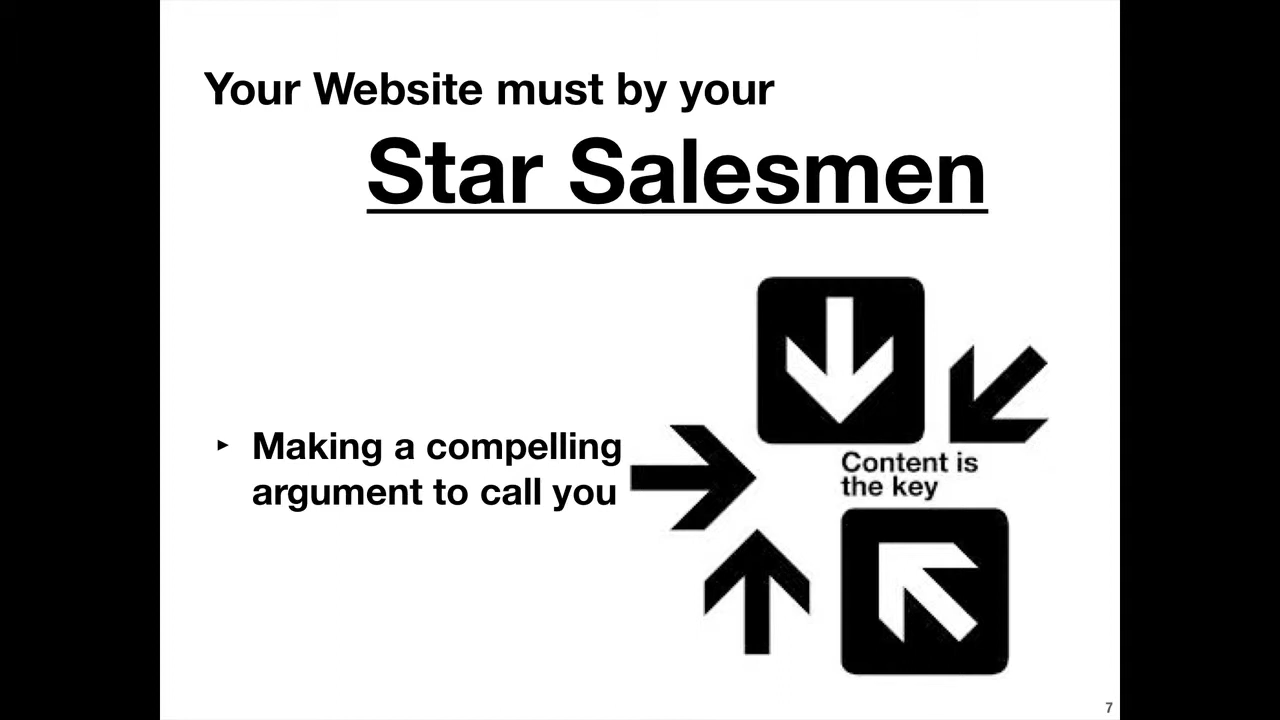 Your Website must by your
Star Salesmen
‣ Making a compelling
argument to call you
Content is
the key
7